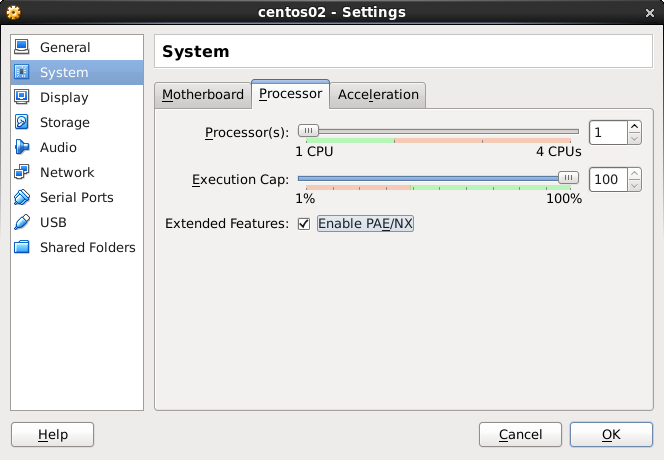 centos02 - Settings
General
System
Display
Storage
Audio
Network
Serial Ports
USB
Shared Folders
System
Motherboard Processor Acceleration
Processor(s): 1
1 CPU 4 CPUs
Execution Cap: 100
1% 100%
Extended Features: Enable PAE/NX
Help Cancel OK